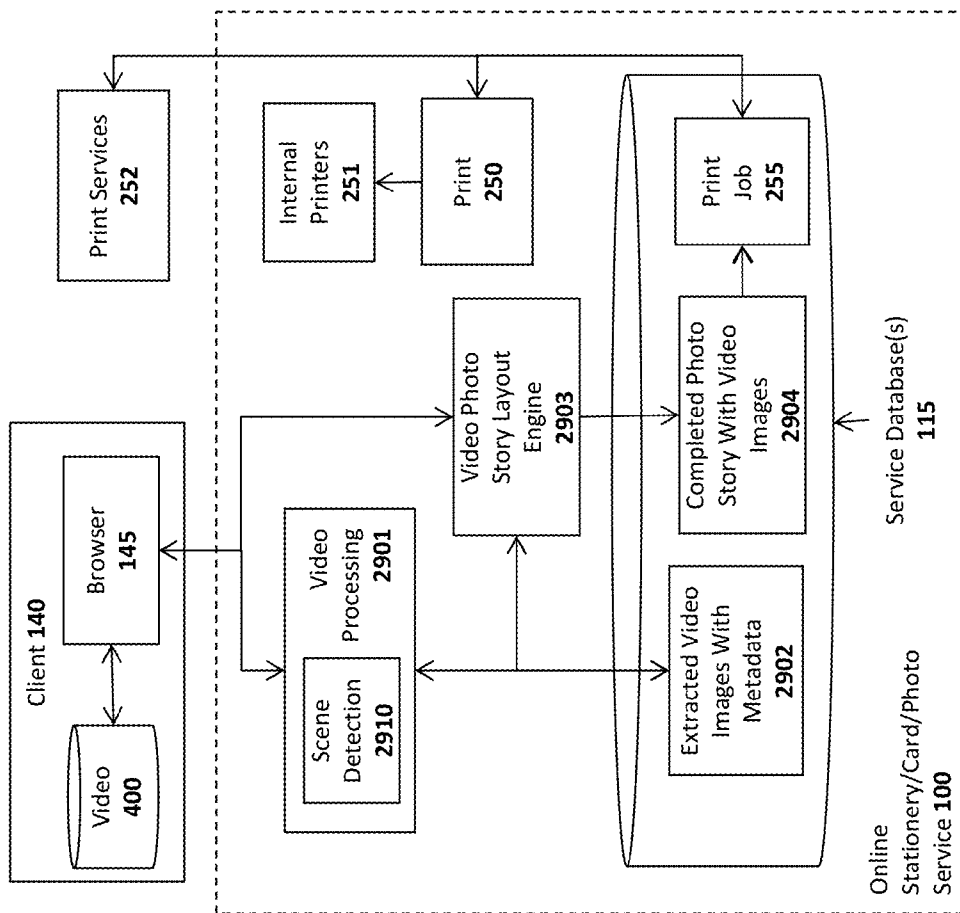 Client 140
Video
400
Browser
145
Print Services
252
Scene
Detection
2910
Video
Processing
2901
Video Photo
Story Layout
Engine
2903
Internal
Printers
251
Print
250
Extracted Video
Images With
Metadata
2902
Completed Photo
Story With Video
Images
2904
Print
Job
255
Online
Stationery/Card/Photo
Service 100
Service Database(s)
115